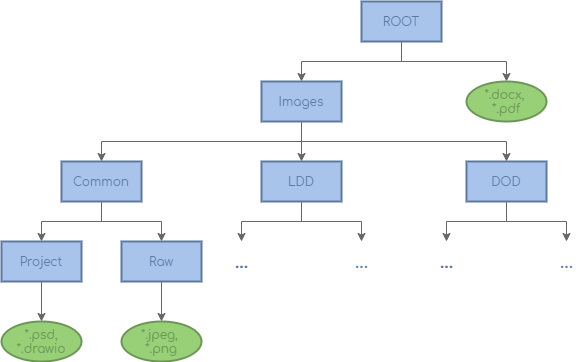 ROOT
Images
*.docx,
*.pdf
Common
LDD
DOD
Project
Raw
...
...
...
...
*.psd,
*.drawio
*.jpeg,
*.png